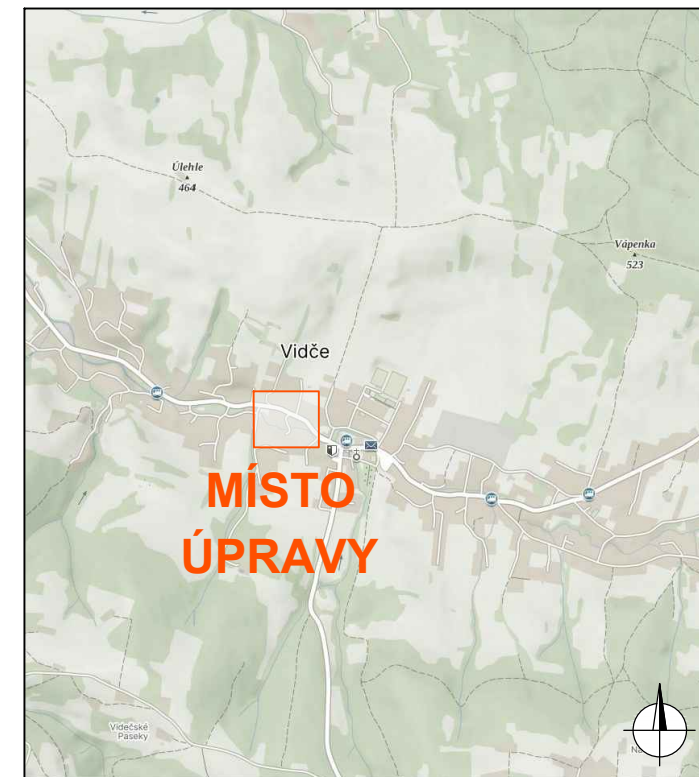 Úlehle
464
Vápenka
523
Vidče
MÍSTO
ÚPRAVY
Videčské
Paseky